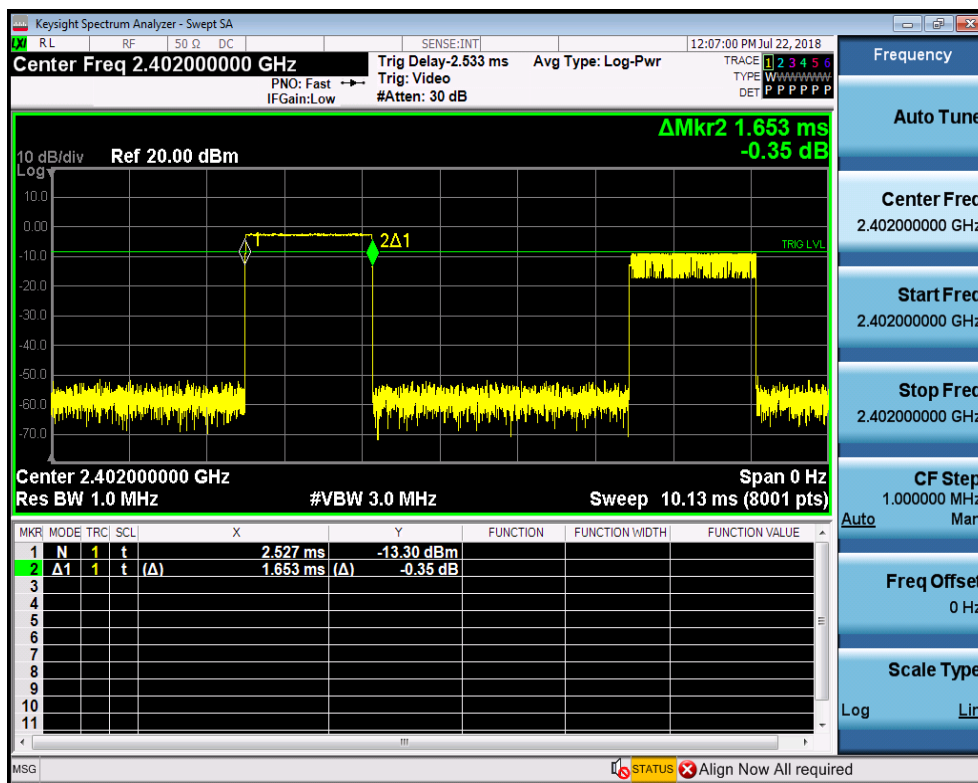 Keysight Spectrum Analyzer - Swept SA
LXI RL RF 50 Ω DC SENSE:INT 12:07:00 PM Jul 22, 2018
Center Freq 2.402000000 GHz
PNO: Fast
IFGain:Low
Trig Delay-2.533 ms
Trig: Video
#Atten: 30 dB
Avg Type: Log-Pwr
TRACE 1 2 3 4 5 6
TYPE WWWWWW
DET P P P P P P
ΔMkr2 1.653 ms
-0.35 dB
10 dB/div Ref 20.00 dBm
Log
10.0
0.00
-10.0
-20.0
-30.0
-40.0
-50.0
-60.0
-70.0
1
2Δ1
TRIG LVL
Center 2.402000000 GHz Span 0 Hz
Res BW 1.0 MHz #VBW 3.0 MHz Sweep 10.13 ms (8001 pts)
MKR MODE TRC SCL X Y FUNCTION FUNCTION WIDTH FUNCTION VALUE
1 N 1 t 2.527 ms -13.30 dBm
2 Δ1 1 t (Δ) 1.653 ms (Δ) -0.35 dB
3
4
5
6
7
8
9
10
11
MSG STATUS Align Now All required
Frequency
Auto Tune
Center Freq
2.402000000 GHz
Start Freq
2.402000000 GHz
Stop Freq
2.402000000 GHz
CF Step
1.000000 MHz
Auto Man
Freq Offset
0 Hz
Scale Type
Log Lin